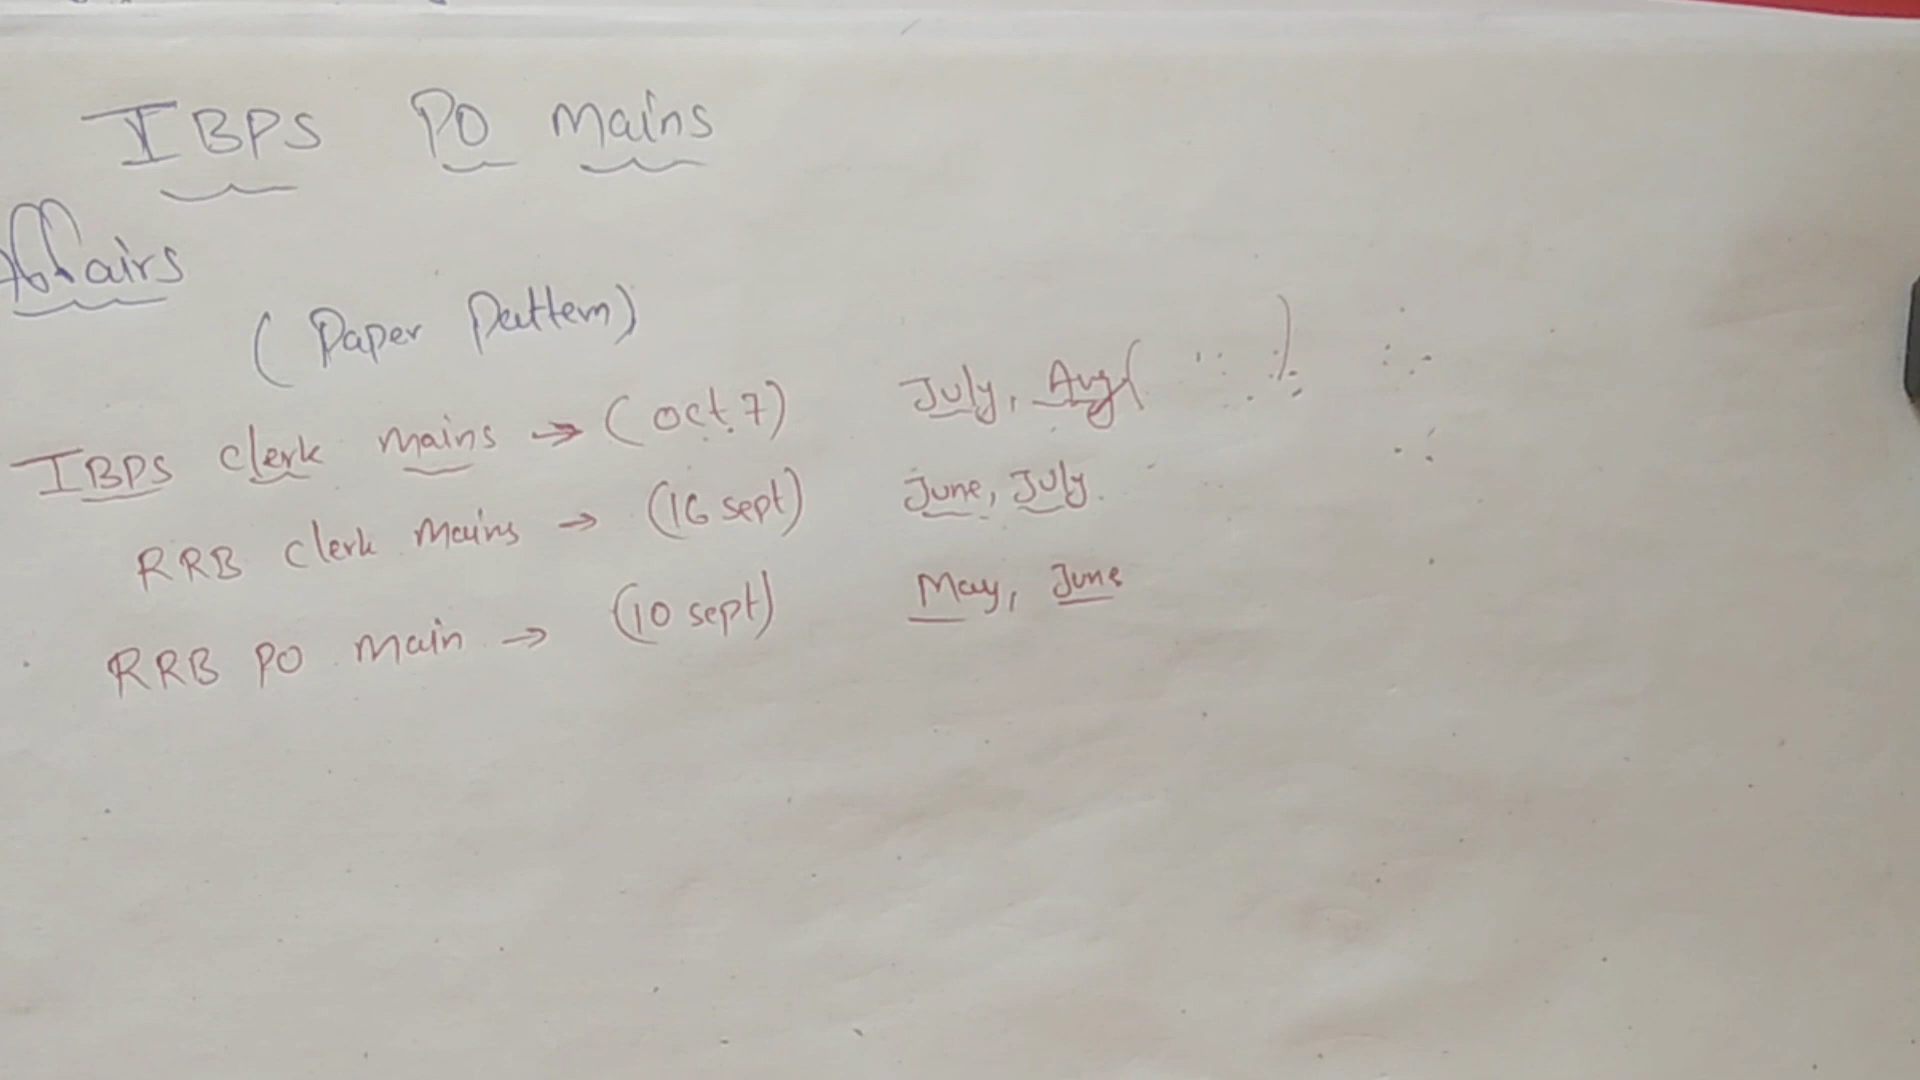 IBPS PO Mains
Affairs
(Paper Pattern)
IBPS clerk mains → (oct.7) July, Aug( )
RRB clerk Mains → (16 sept) June, July.
RRB PO main → (10 sept) May, June